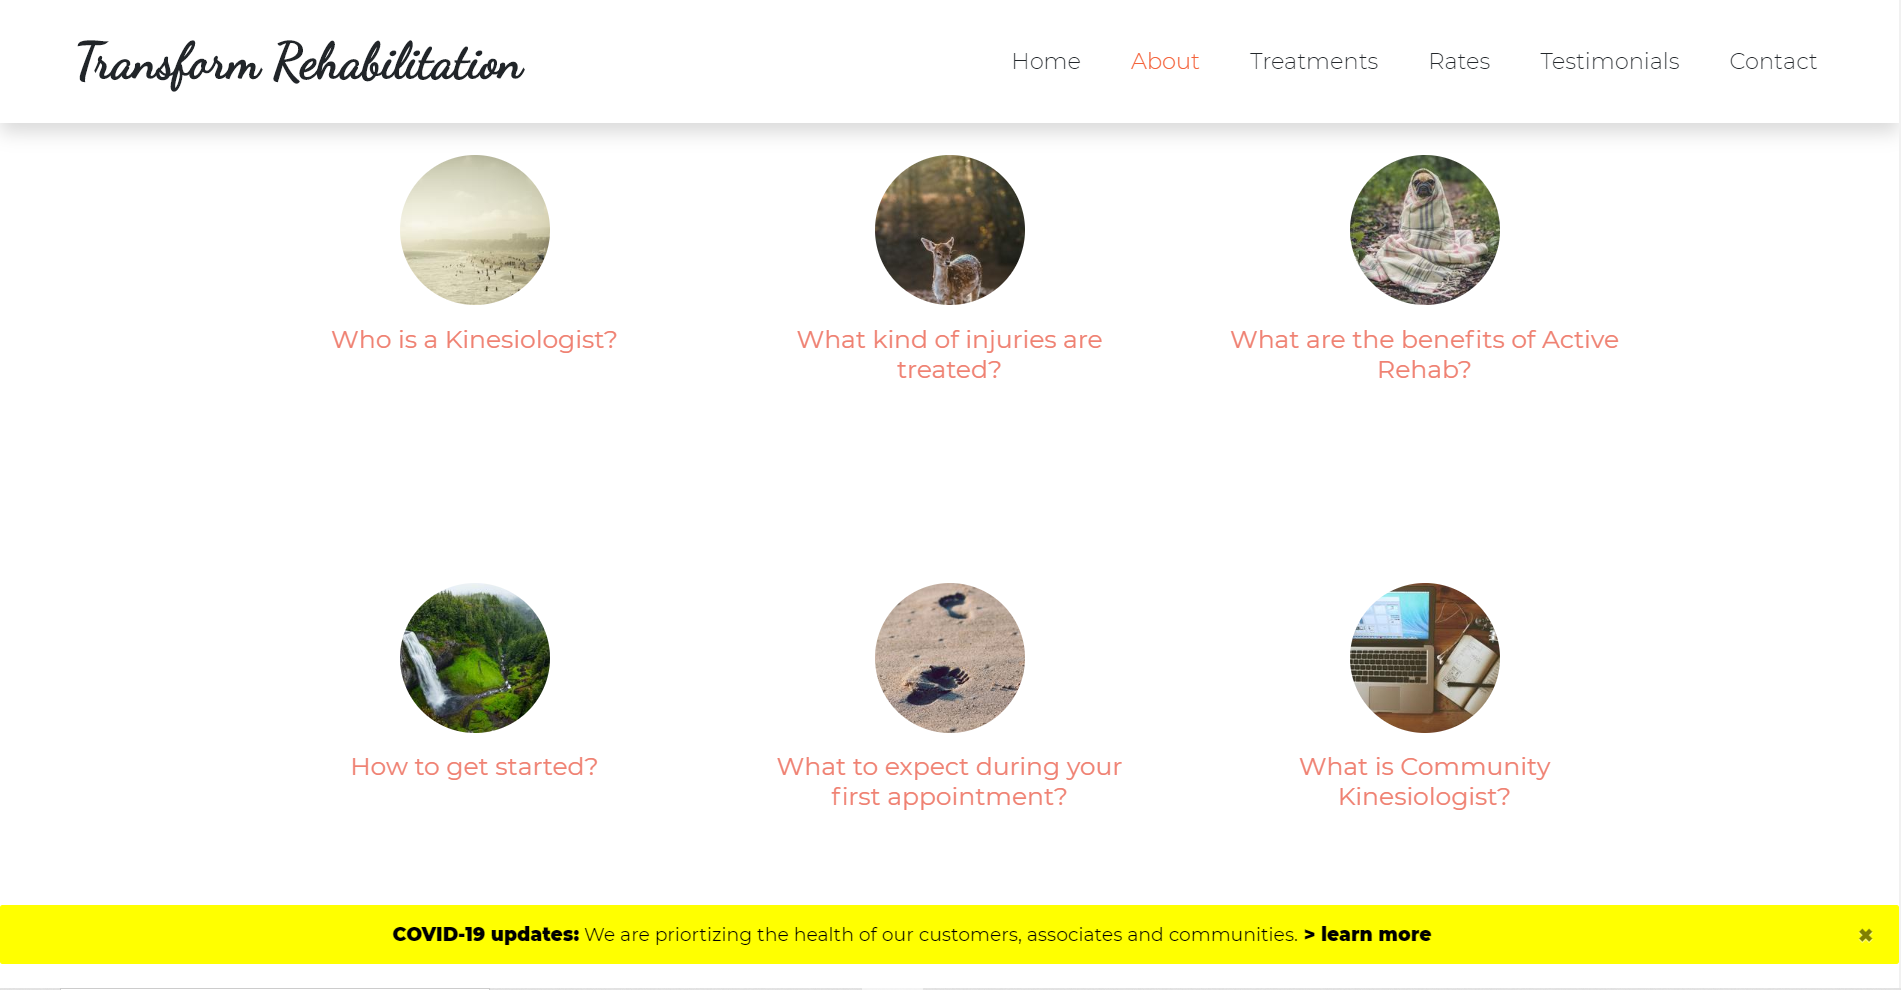 Transform Rehabilitation
Home About Treatments Rates Testimonials Contact
Who is a Kinesiologist?
What kind of injuries are
treated?
What are the benefits of Active
Rehab?
How to get started?
What to expect during your
first appointment?
What is Community
Kinesiologist?
COVID-19 updates: We are priortizing the health of our customers, associates and communities. > learn more